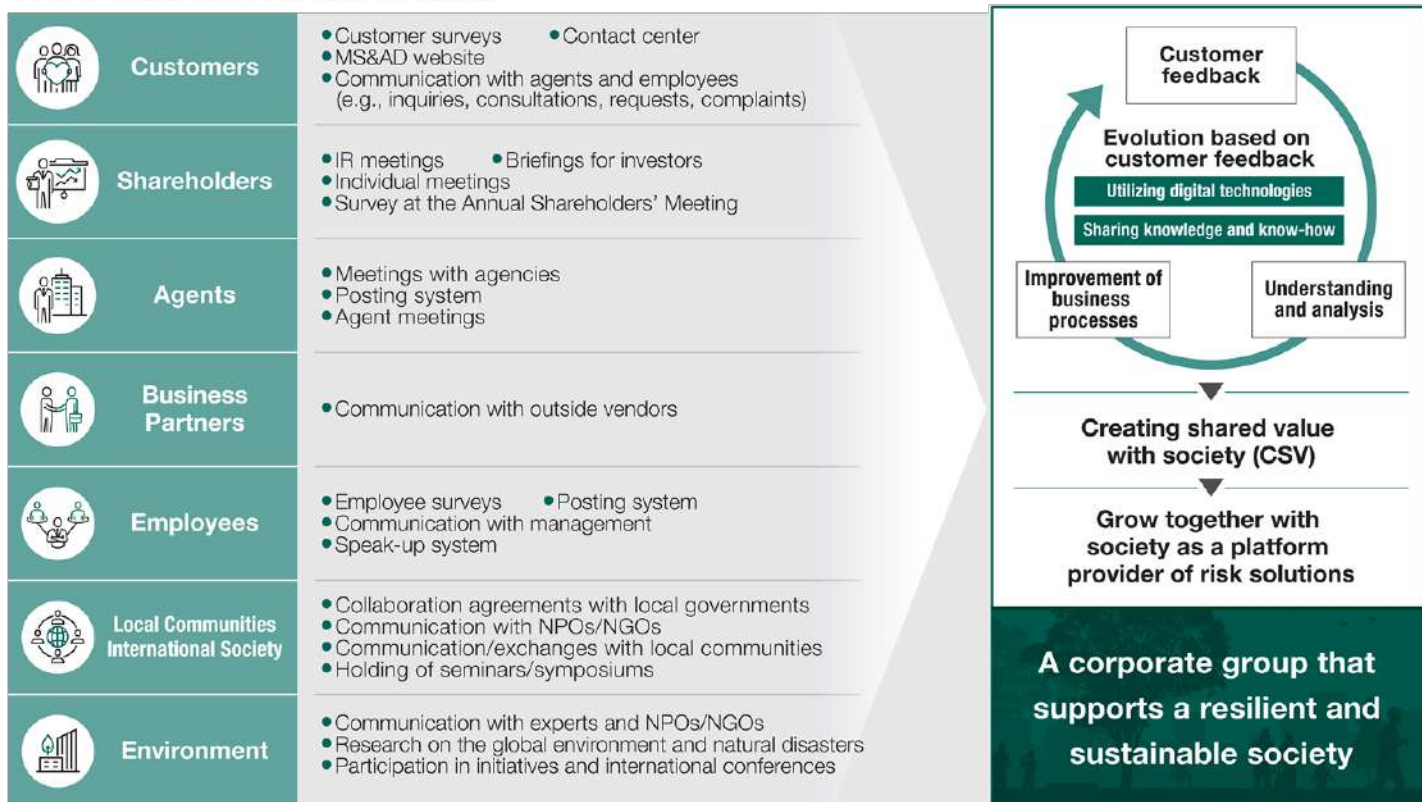 Customers
● Customer surveys ● Contact center
● MS&AD website
● Communication with agents and employees
(e.g., inquiries, consultations, requests, complaints)
Shareholders
● IR meetings ● Briefings for investors
● Individual meetings
● Survey at the Annual Shareholders' Meeting
Agents
● Meetings with agencies
● Posting system
● Agent meetings
Business
Partners
● Communication with outside vendors
Employees
● Employee surveys ● Posting system
● Communication with management
● Speak-up system
Local Communities
International Society
● Collaboration agreements with local governments
● Communication with NPOs/NGOs
● Communication/exchanges with local communities
● Holding of seminars/symposiums
Environment
● Communication with experts and NPOs/NGOs
● Research on the global environment and natural disasters
● Participation in initiatives and international conferences
Customer
feedback
Evolution based on
customer feedback
Utilizing digital technologies
Sharing knowledge and know-how
Improvement of
business
processes
Understanding
and analysis
Creating shared value
with society (CSV)
Grow together with
society as a platform
provider of risk solutions
A corporate group that
supports a resilient and
sustainable society